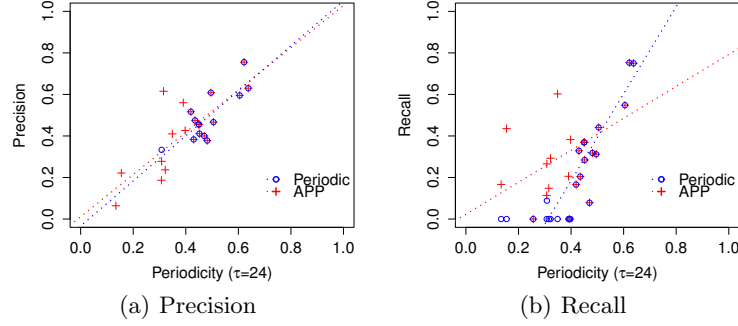 1.0
0.8
0.6
0.4
0.2
0.0
Precision
Periodic
APP
0.0 0.2 0.4 0.6 0.8 1.0
Periodicity (τ=24)
(a) Precision
1.0
0.8
0.6
0.4
0.2
0.0
Recall
Periodic
APP
0.0 0.2 0.4 0.6 0.8 1.0
Periodicity (τ=24)
(b) Recall